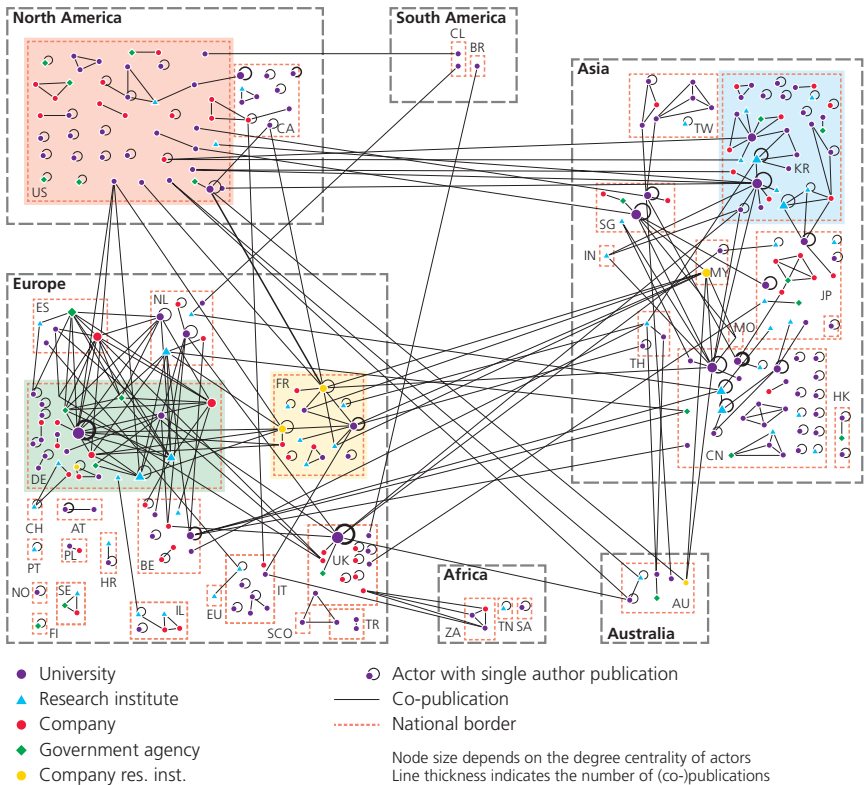 North America
South America
CL
BR
Asia
TW
CA
KR
US
SG
IN
MY
JP
Europe
ES
NL
MO
TH
FR
HK
DE
CN
CH
AT
PT
PL
HR
BE
UK
IT
NO
SE
FI
IL
EU
SCO
TR
Africa
ZA
TN
SA
AU
Australia
University
Research institute
Company
Government agency
Company res. inst.
Actor with single author publication
Co-publication
National border
Node size depends on the degree centrality of actors
Line thickness indicates the number of (co-)publications